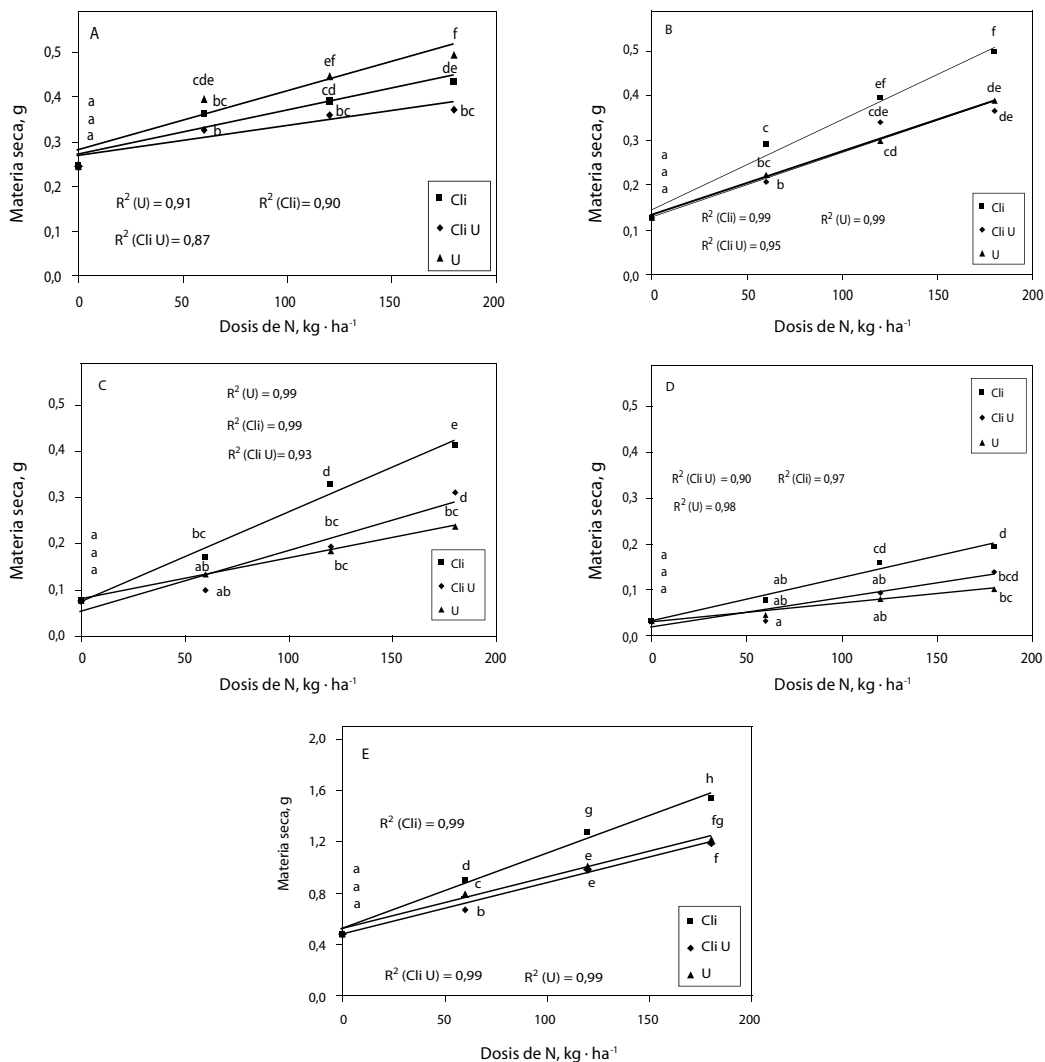 A
f
0,5
ef
cde
de
Materia seca, g
0,4
a
bc
cd
a
bc
bc
0,3
a
b
0,2
R² (U) = 0,91
R² (Cli) = 0,90
Cli
0,1
R² (Cli U) = 0,87
Cli U
U
0,0
0
50
100
150
200
Dosis de N, kg · ha⁻¹
B
f
0,5
ef
Materia seca, g
0,4
c
cde
de
0,3
a
de
a
bc
cd
0,2
a
b
R² (Cli) = 0,99
R² (U) = 0,99
Cli
0,1
R² (Cli U) = 0,95
Cli U
U
0,0
0
50
100
150
200
Dosis de N, kg · ha⁻¹
C
R² (U) = 0,99
0,5
R² (Cli) = 0,99
e
R² (Cli U)= 0,93
0,4
d
Materia seca, g
0,3
d
bc
bc
bc
0,2
a
a
ab
Cli
a
bc
0,1
ab
Cli U
U
0,0
0
50
100
150
200
Dosis de N, kg · ha⁻¹
D
Cli
0,5
Cli U
U
0,4
Materia seca, g
R² (Cli U) = 0,90
R² (Cli) = 0,97
0,3
R² (U) = 0,98
d
0,2
a
cd
a
ab
ab
bcd
0,1
a
ab
bc
a
ab
0,0
0
50
100
150
200
Dosis de N, kg · ha⁻¹
E
2,0
h
1,6
g
Materia seca, g
R² (Cli) = 0,99
fg
1,2
d
e
a
c
f
0,8
a
e
a
b
Cli
0,4
Cli U
R² (Cli U) = 0,99
R² (U) = 0,99
U
0,0
0
50
100
150
200
Dosis de N, kg · ha⁻¹